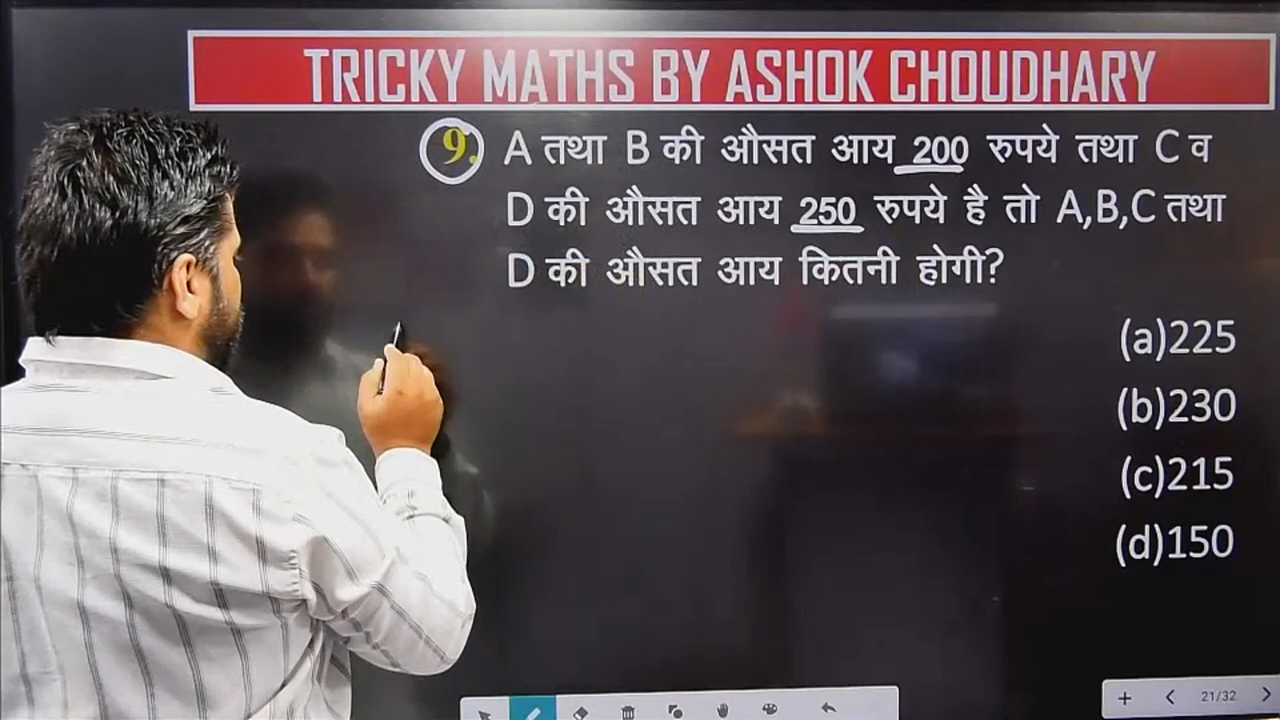 TRICKY MATHS BY ASHOK CHOUDHARY
9. A तथा B की औसत आय 200 रुपये तथा C व
D की औसत आय 250 रुपये है तो A,B,C तथा
D की औसत आय कितनी होगी?
(a)225
(b)230
(c)215
(d)150
21/32